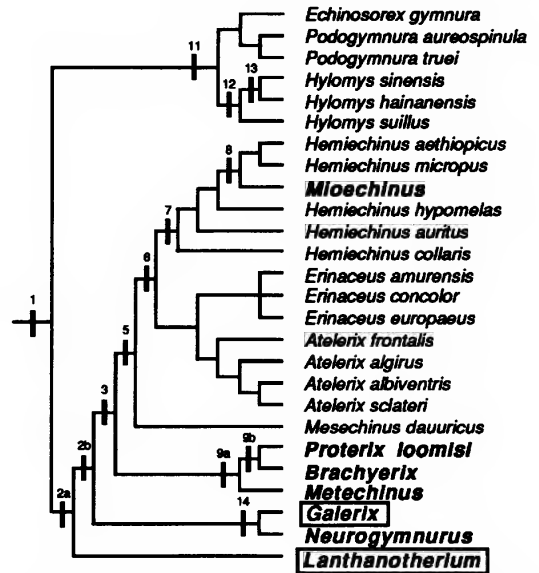 Echinosorex gymnura
11
Podogymnura aureospinula
Podogymnura truei
13
Hylomys sinensis
12
Hylomys hainanensis
Hylomys suillus
Hemiechinus aethiopicus
8
Hemiechinus micropus
Mioechinus
7
Hemiechinus hypomelas
Hemiechinus auritus
Hemiechinus collaris
6
Erinaceus amurensis
1
Erinaceus concolor
Erinaceus europaeus
5
Atelerix frontalis
Atelerix algirus
Atelerix albiventris
3
Atelerix sclateri
Mesechinus dauuricus
9b
Proterix loomisi
2b
9a
Brachyerix
Metechinus
2a
14
Galerix
Neurogymnurus
Lanthanotherium